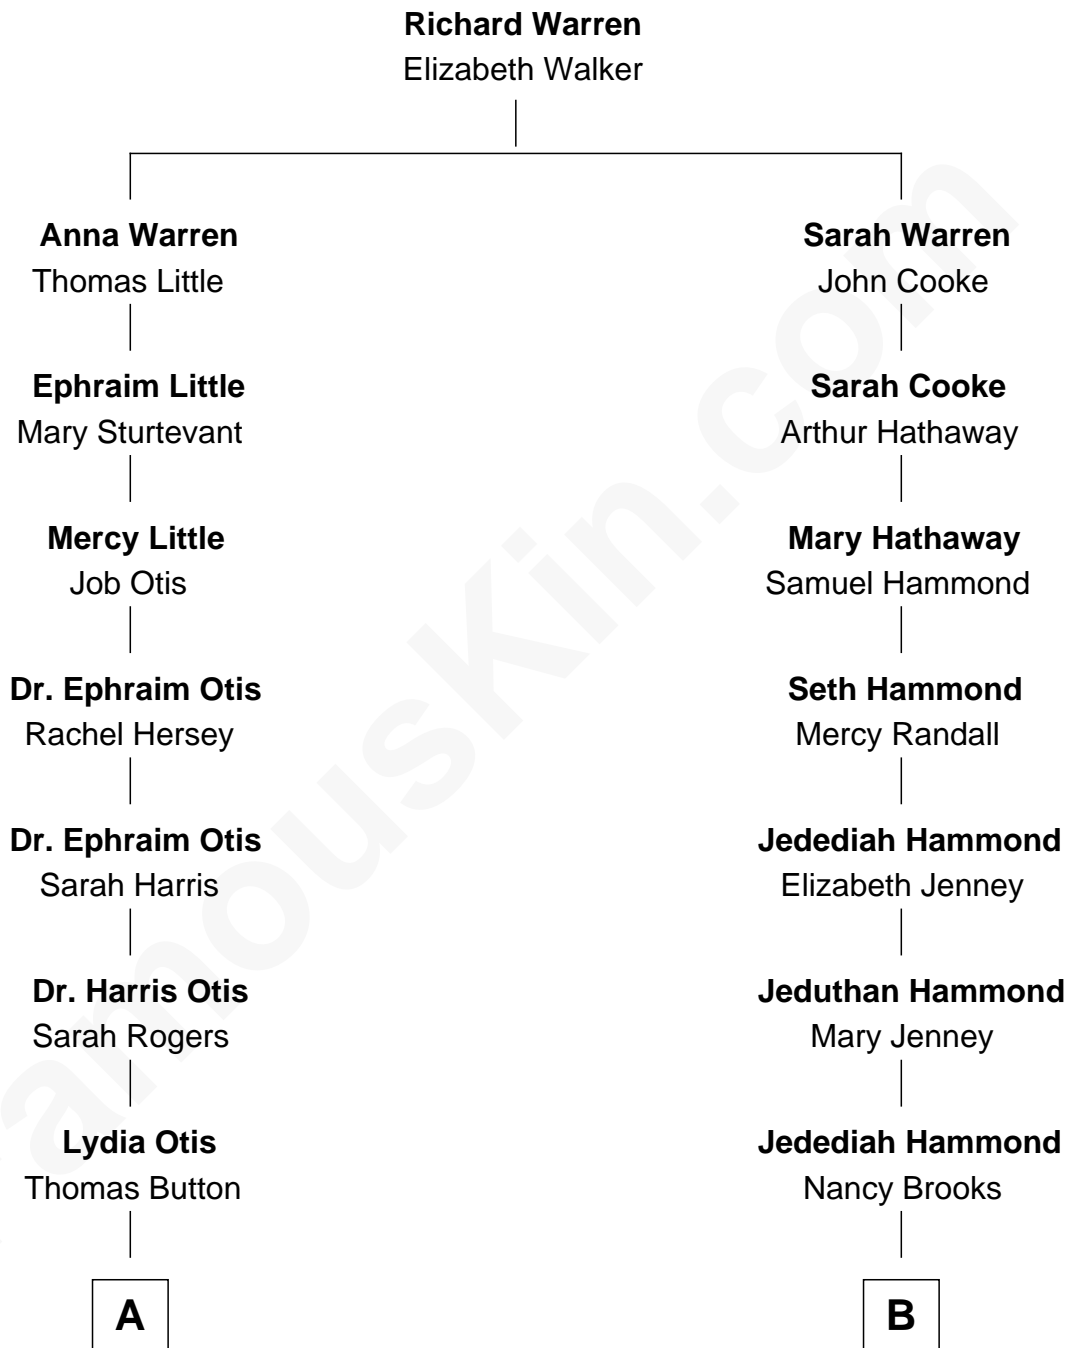 Richard Warren
Elizabeth Walker
Anna Warren
Thomas Little
Sarah Warren
John Cooke
Ephraim Little
Mary Sturtevant
Sarah Cooke
Arthur Hathaway
Mercy Little
Job Otis
Mary Hathaway
Samuel Hammond
Dr. Ephraim Otis
Rachel Hersey
Seth Hammond
Mercy Randall
Dr. Ephraim Otis
Sarah Harris
Jedediah Hammond
Elizabeth Jenney
Dr. Harris Otis
Sarah Rogers
Jeduthan Hammond
Mary Jenney
Lydia Otis
Thomas Button
Jedediah Hammond
Nancy Brooks
A
B
amousKin.com